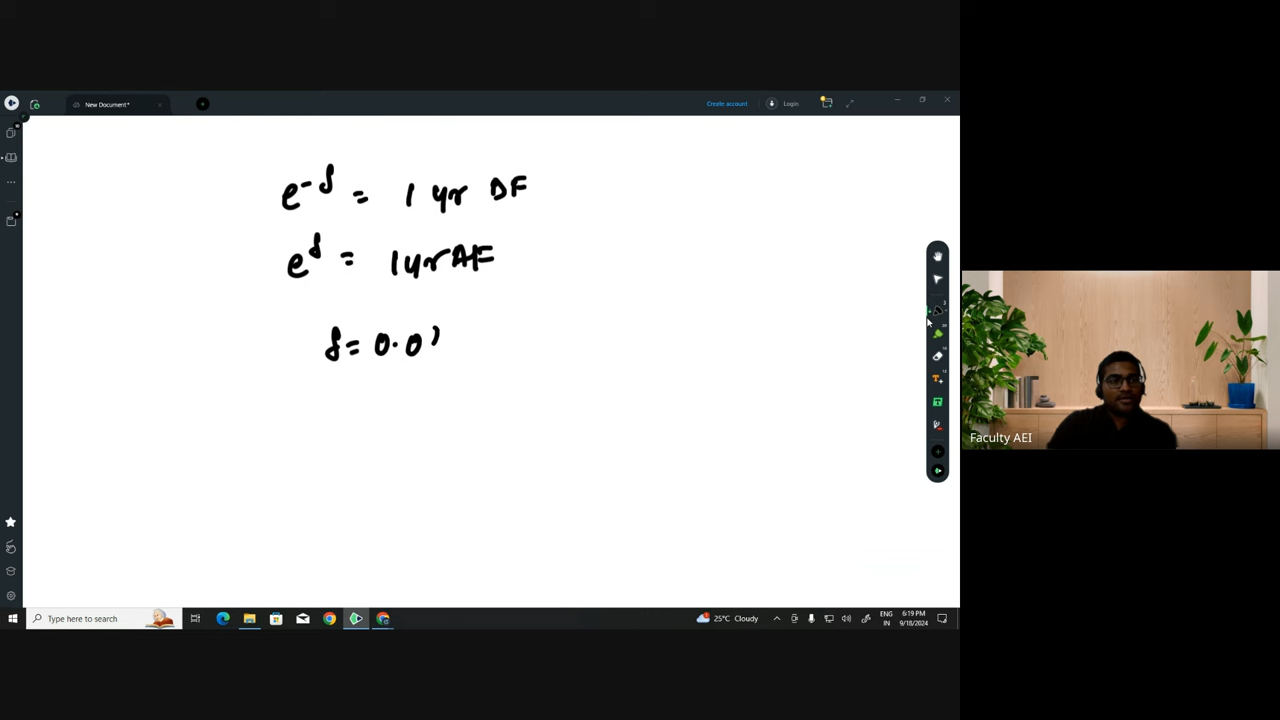 New Document*
Create account
Login
e^-δ = 1 yr DF
e^δ = 1 yr AF
δ = 0.0
Faculty AEI
Type here to search
25°C Cloudy
ENG
IN
6:19 PM
9/18/2024